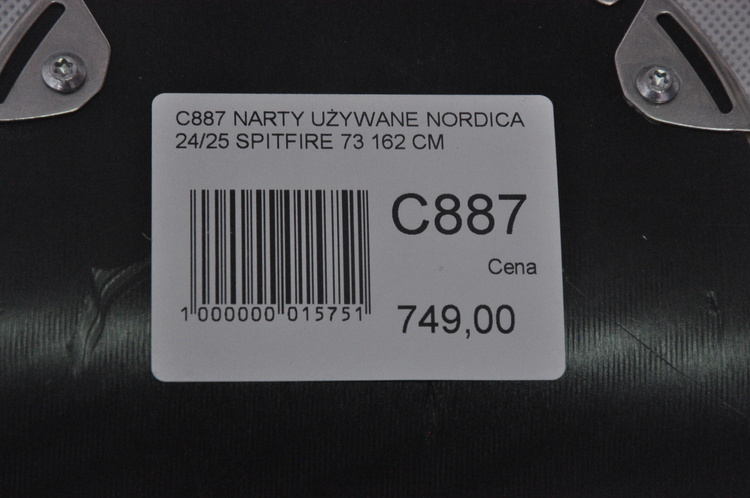 C887 NARTY UŻYWANE NORDICA
24/25 SPITFIRE 73 162 CM
C887
Cena
749,00
1 000000 015751